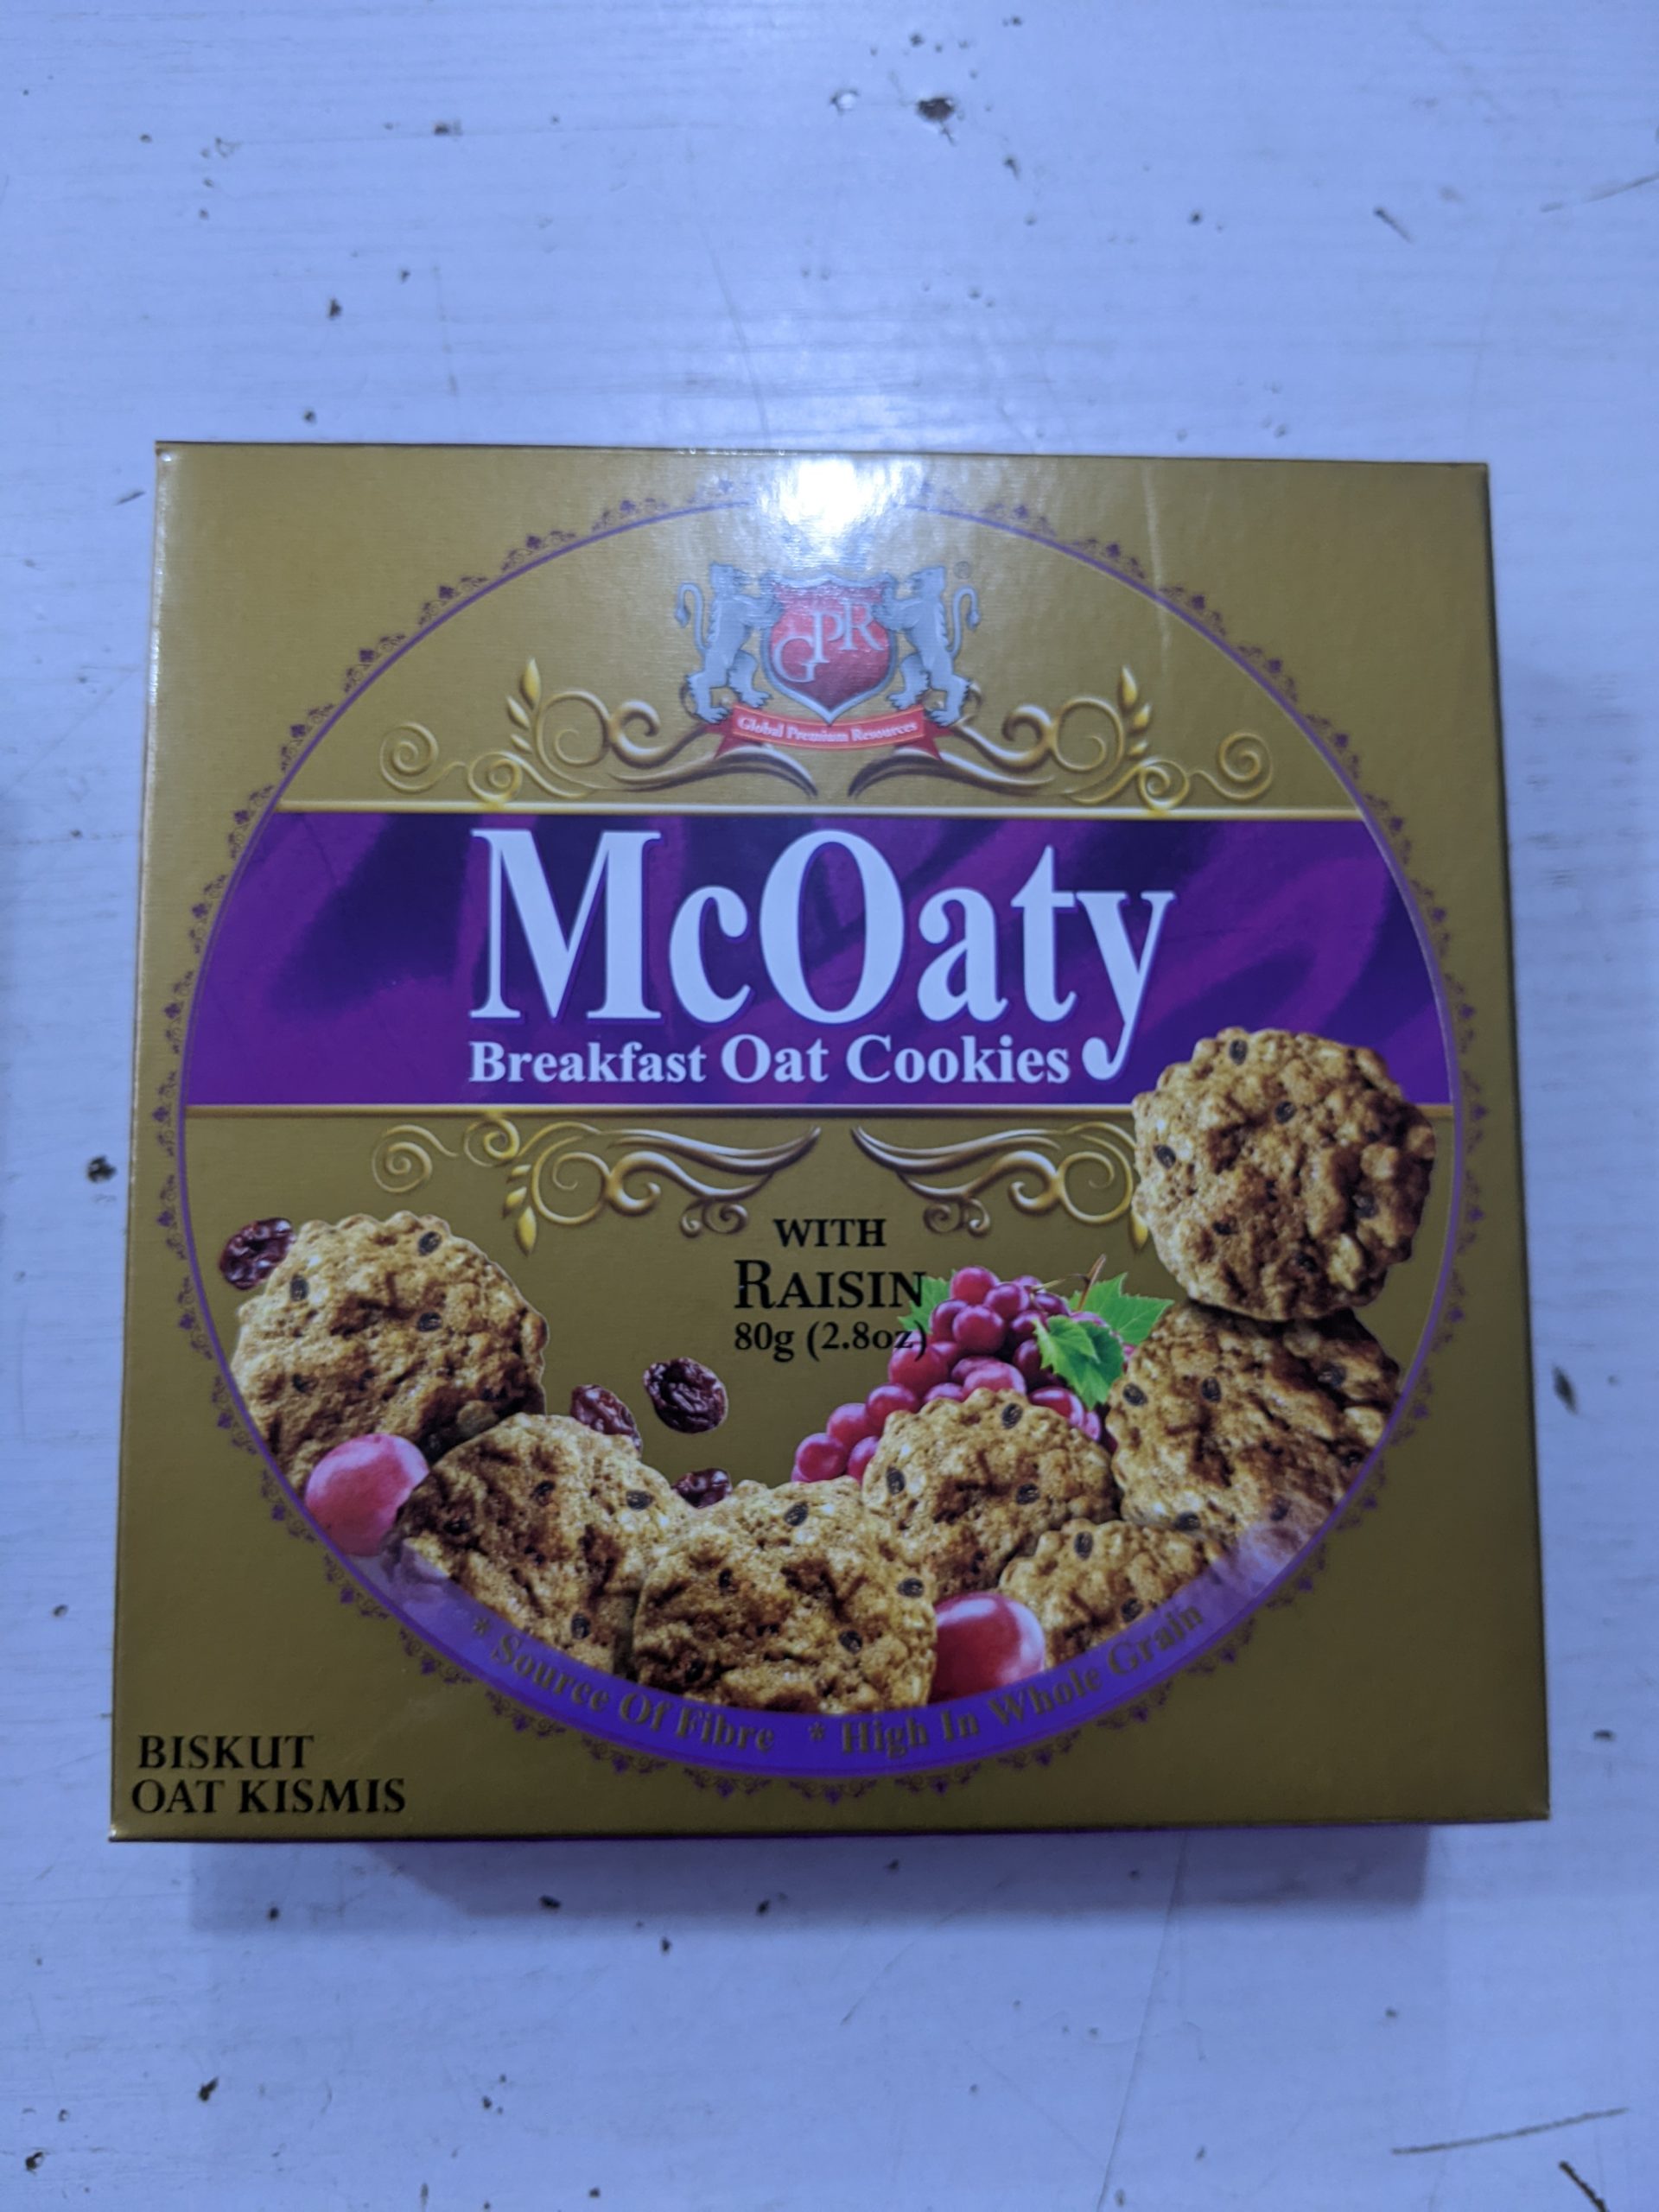 ®
GPR
Global Premium Resources
McOaty
Breakfast Oat Cookies
WITH
RAISIN
80g (2.8oz)
* Source Of Fibre * High In Whole Grain
BISKUT
OAT KISMIS